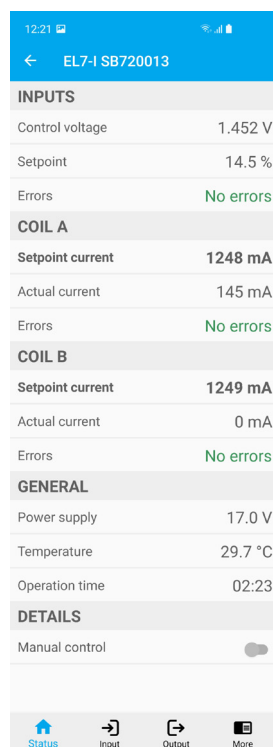 12:21
EL7-I SB720013
INPUTS
Control voltage 1.452 V
Setpoint 14.5 %
Errors No errors
COIL A
Setpoint current 1248 mA
Actual current 145 mA
Errors No errors
COIL B
Setpoint current 1249 mA
Actual current 0 mA
Errors No errors
GENERAL
Power supply 17.0 V
Temperature 29.7 °C
Operation time 02:23
DETAILS
Manual control
Status Input Output More